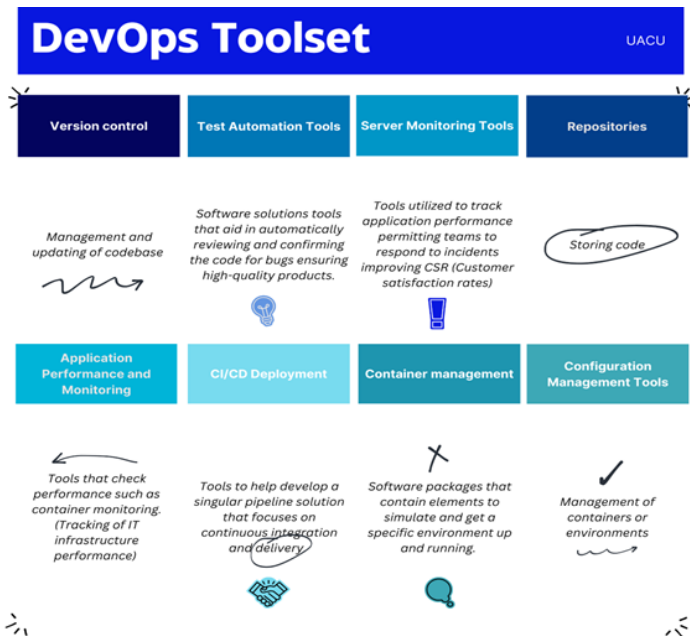 DevOps Toolset
UACU
Version control
Test Automation Tools
Server Monitoring Tools
Repositories
Management and
updating of codebase
Software solutions tools
that aid in automatically
reviewing and confirming
the code for bugs ensuring
high-quality products.
Tools utilized to track
application performance
permitting teams to
respond to incidents
improving CSR (Customer
satisfaction rates)
Storing code
Application
Performance and
Monitoring
CI/CD Deployment
Container management
Configuration
Management Tools
Tools that check
performance such as
container monitoring.
(Tracking of IT
infrastructure
performance)
Tools to help develop a
singular pipeline solution
that focuses on
continuous integration
and delivery
Software packages that
contain elements to
simulate and get a
specific environment up
and running.
Management of
containers or
environments